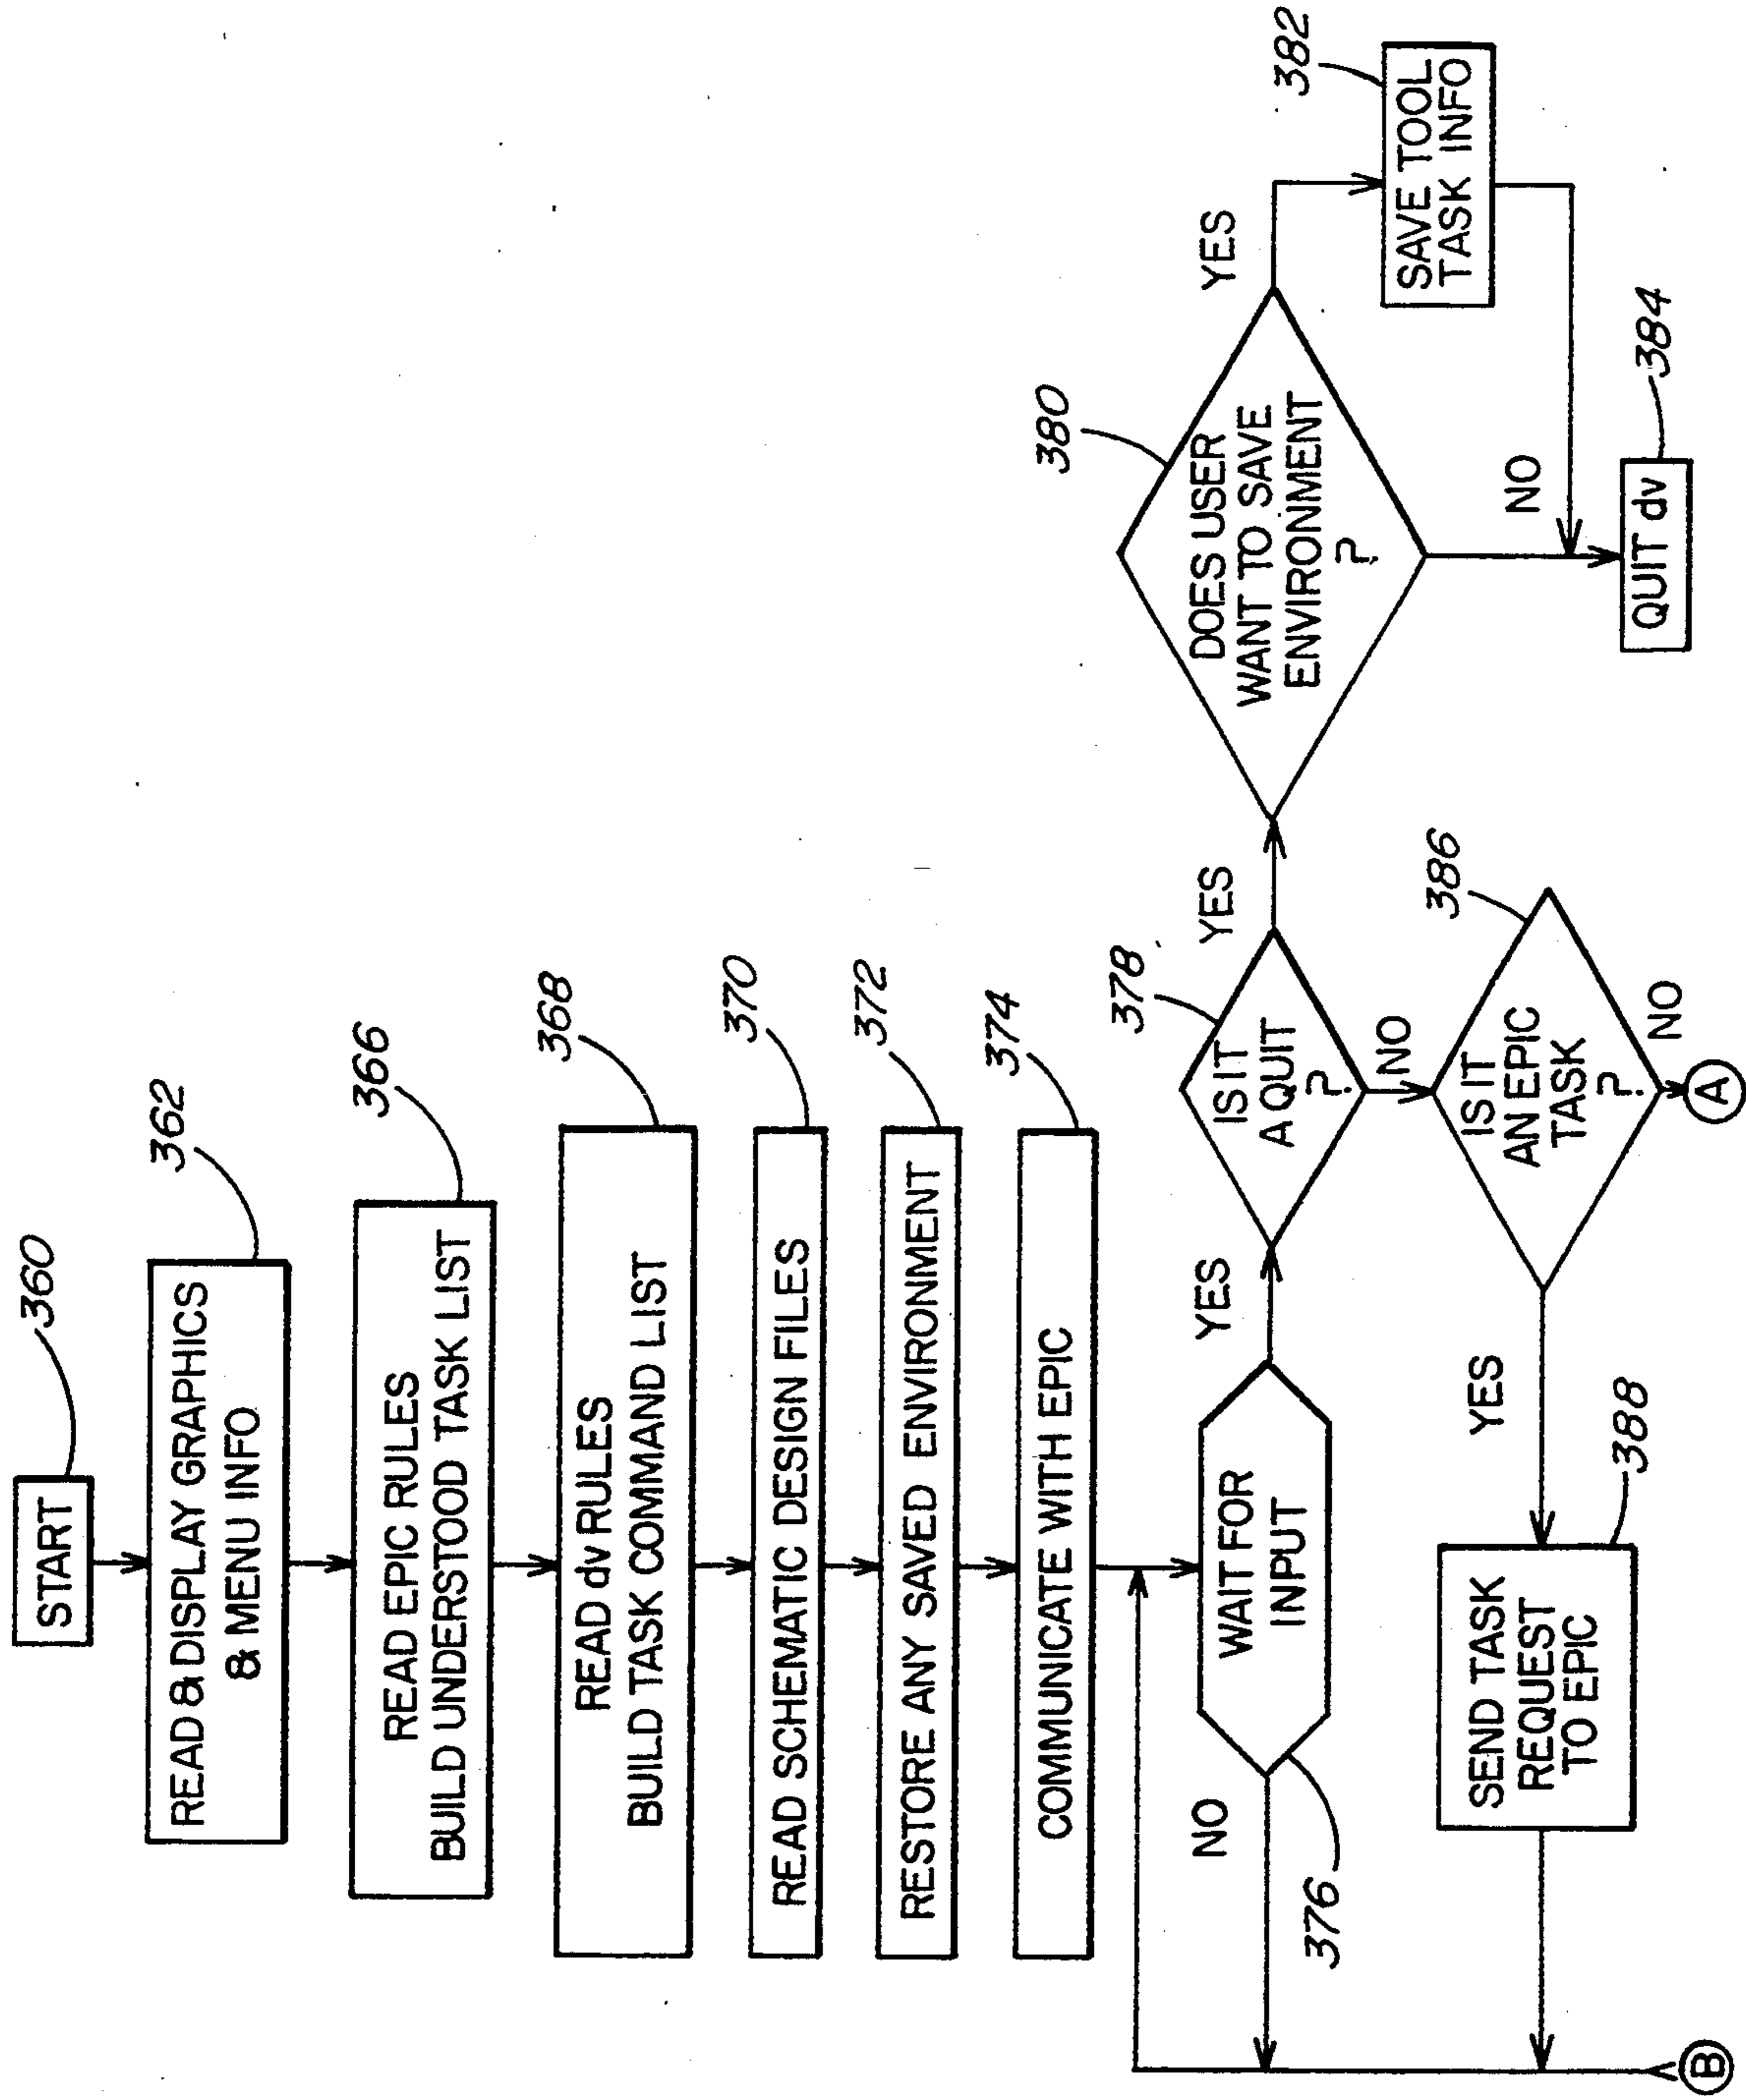 360
START
362
READ & DISPLAY GRAPHICS
& MENU INFO
366
READ EPIC RULES
BUILD UNDERSTOOD TASK LIST
368
READ dv RULES
BUILD TASK COMMAND LIST
370
READ SCHEMATIC DESIGN FILES
372
RESTORE ANY SAVED ENVIRONMENT
374
COMMUNICATE WITH EPIC
376
NO
WAIT FOR
INPUT
YES
378
IS IT
A QUIT
?
YES
NO
380
DOES USER
WANT TO SAVE
ENVIRONMENT
?
YES
382
SAVE TOOL
TASK INFO
NO
384
QUIT dv
386
IS IT
AN EPIC
TASK
?
YES
NO
388
SEND TASK
REQUEST
TO EPIC
B
A